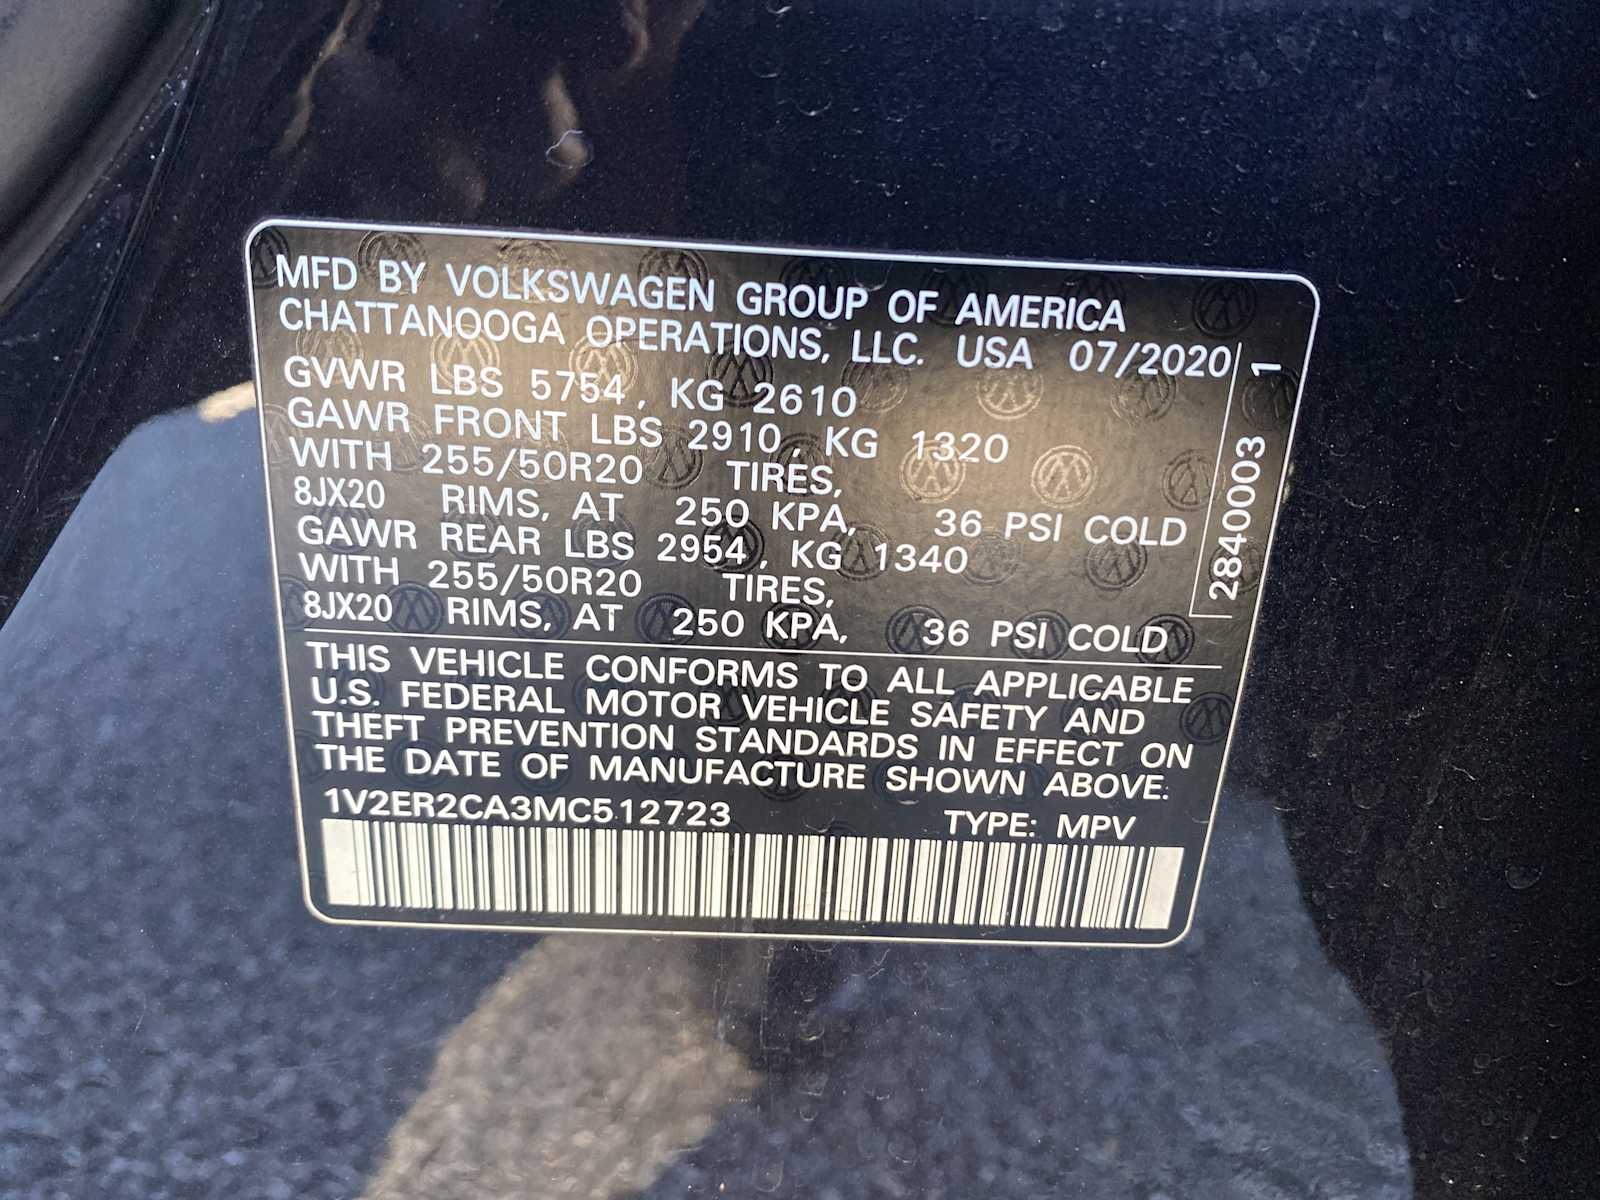 MFD BY VOLKSWAGEN GROUP OF AMERICA
CHATTANOOGA OPERATIONS, LLC. USA 07/2020
GVWR LBS 5754, KG 2610
GAWR FRONT LBS 2910, KG 1320
WITH 255/50R20 TIRES,
8JX20 RIMS, AT 250 KPA, 36 PSI COLD
GAWR REAR LBS 2954, KG 1340
WITH 255/50R20 TIRES,
8JX20 RIMS, AT 250 KPA, 36 PSI COLD
2840003 1
THIS VEHICLE CONFORMS TO ALL APPLICABLE
U.S. FEDERAL MOTOR VEHICLE SAFETY AND
THEFT PREVENTION STANDARDS IN EFFECT ON
THE DATE OF MANUFACTURE SHOWN ABOVE.
1V2ER2CA3MC512723 TYPE: MPV